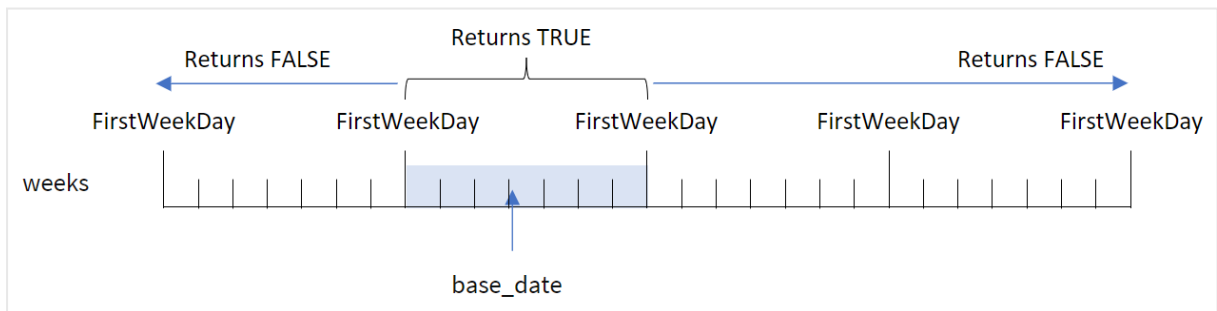 Returns TRUE
Returns FALSE
Returns FALSE
FirstWeekDay
FirstWeekDay
FirstWeekDay
FirstWeekDay
FirstWeekDay
weeks
base_date